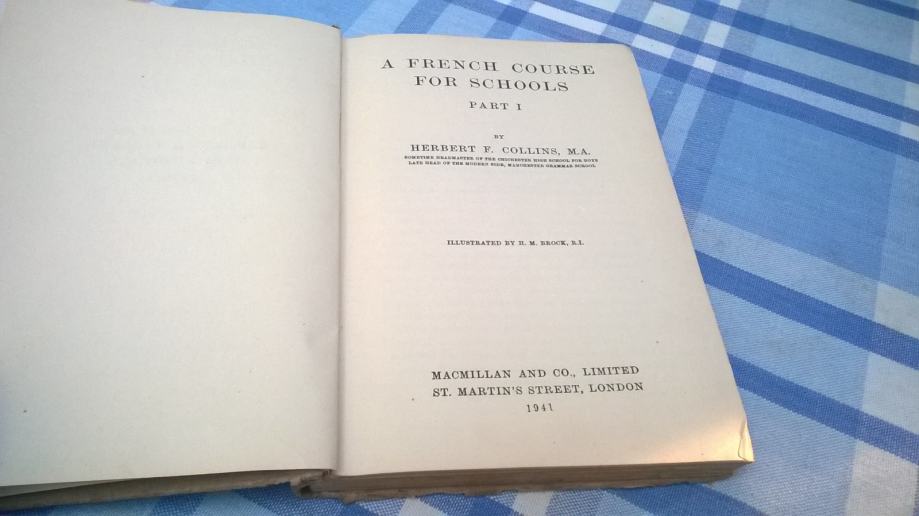 A FRENCH COURSE
FOR SCHOOLS
PART I
BY
HERBERT F. COLLINS, M.A.
SOMETIME HEADMASTER OF THE CHICHESTER HIGH SCHOOL FOR BOYS
LATE HEAD OF THE MODERN SIDE, MANCHESTER GRAMMAR SCHOOL
ILLUSTRATED BY H. M. BROCK, R.I.
MACMILLAN AND CO., LIMITED
ST. MARTIN'S STREET, LONDON
1941